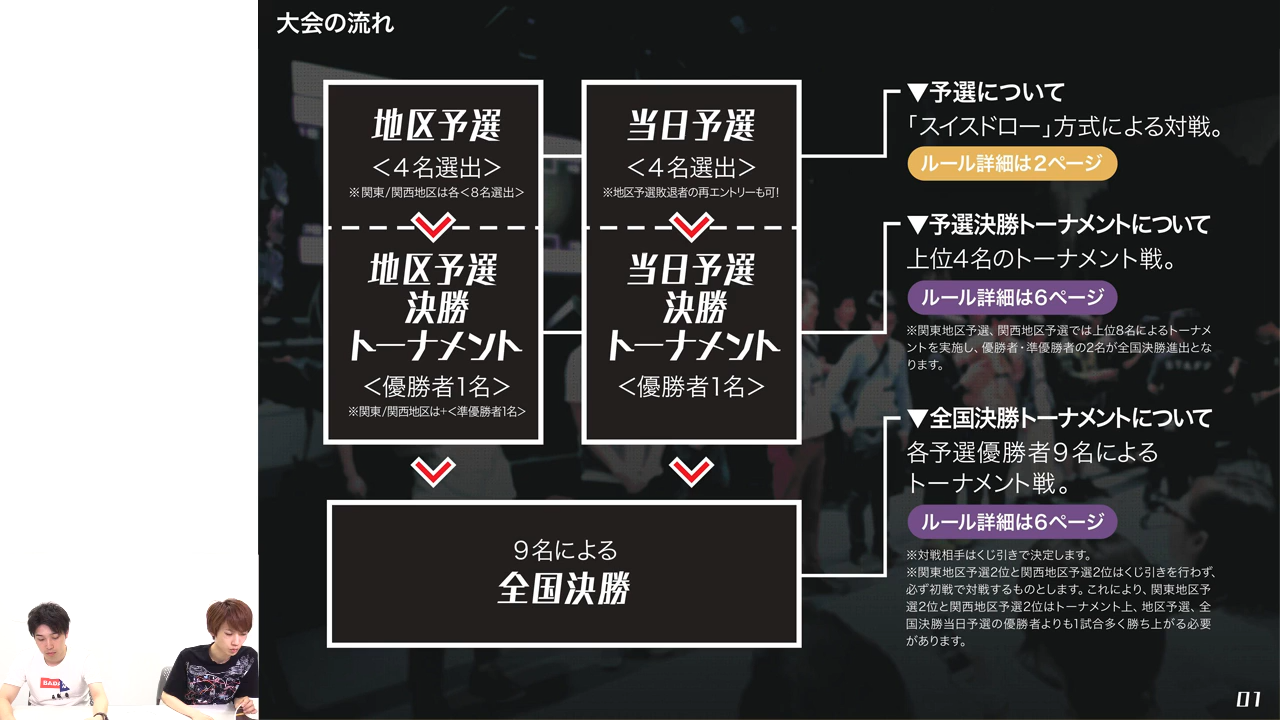 大会の流れ
地区予選
<4名選出>
※関東/関西地区は各<8名選出>
地区予選
決勝
トーナメント
<優勝者1名>
※関東/関西地区は+<準優勝者1名>
当日予選
<4名選出>
※地区予選敗退者の再エントリーも可!
当日予選
決勝
トーナメント
<優勝者1名>
9名による
全国決勝
▼予選について
「スイスドロー」方式による対戦。
ルール詳細は2ページ
▼予選決勝トーナメントについて
上位4名のトーナメント戦。
ルール詳細は6ページ
※関東地区予選、関西地区予選では上位8名によるトーナメ
ントを実施し、優勝者・準優勝者の2名が全国決勝進出とな
ります。
▼全国決勝トーナメントについて
各予選優勝者9名による
トーナメント戦。
ルール詳細は6ページ
※対戦相手はくじ引きで決定します。
※関東地区予選2位と関西地区予選2位はくじ引きを行わず、
必ず初戦で対戦するものとします。これにより、関東地区予
選2位と関西地区予選2位はトーナメント上、地区予選、全
国決勝当日予選の優勝者よりも1試合多く勝ち上がる必要
があります。
01